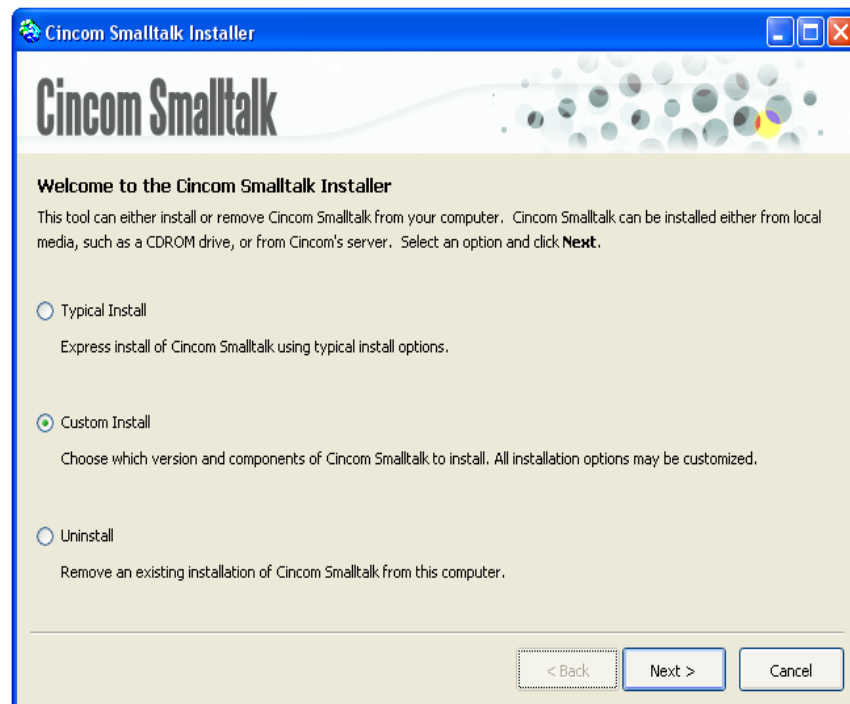 Cincom Smalltalk Installer
Cincom Smalltalk
Welcome to the Cincom Smalltalk Installer
This tool can either install or remove Cincom Smalltalk from your computer.  Cincom Smalltalk can be installed either from local
media, such as a CDROM drive, or from Cincom's server.  Select an option and click Next.
Typical Install
Express install of Cincom Smalltalk using typical install options.
Custom Install
Choose which version and components of Cincom Smalltalk to install. All installation options may be customized.
Uninstall
Remove an existing installation of Cincom Smalltalk from this computer.
< Back Next > Cancel